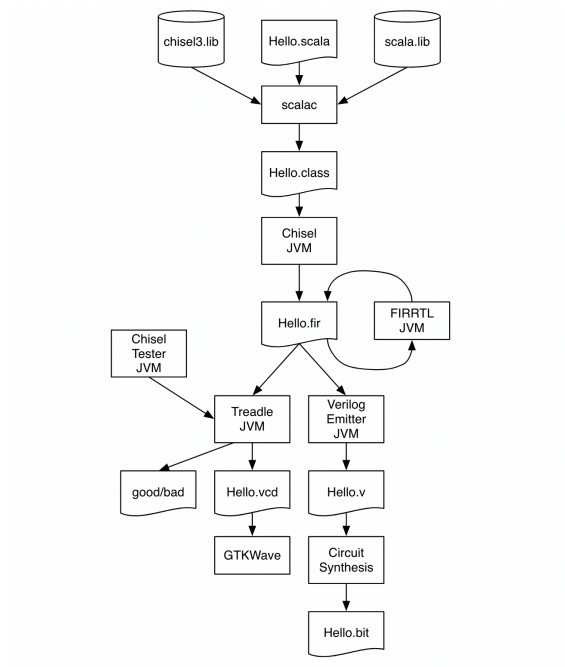 chisel3.lib
Hello.scala
scala.lib
scalac
Hello.class
Chisel
JVM
Hello.fir
FIRRTL
JVM
Chisel
Tester
JVM
Treadle
JVM
Verilog
Emitter
JVM
good/bad
Hello.vcd
Hello.v
GTKWave
Circuit
Synthesis
Hello.bit